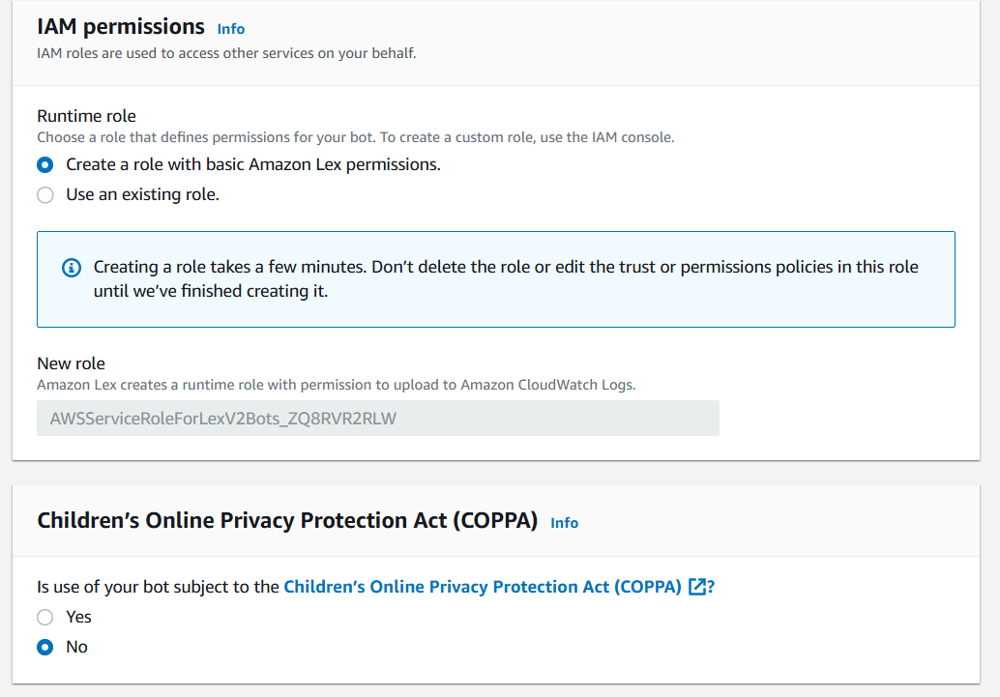 IAM permissions Info
IAM roles are used to access other services on your behalf.
Runtime role
Choose a role that defines permissions for your bot. To create a custom role, use the IAM console.
Create a role with basic Amazon Lex permissions.
Use an existing role.
Creating a role takes a few minutes. Don’t delete the role or edit the trust or permissions policies in this role
until we’ve finished creating it.
New role
Amazon Lex creates a runtime role with permission to upload to Amazon CloudWatch Logs.
AWSServiceRoleForLexV2Bots_ZQ8RVR2RLW
Children’s Online Privacy Protection Act (COPPA) Info
Is use of your bot subject to the Children’s Online Privacy Protection Act (COPPA) ?
Yes
No